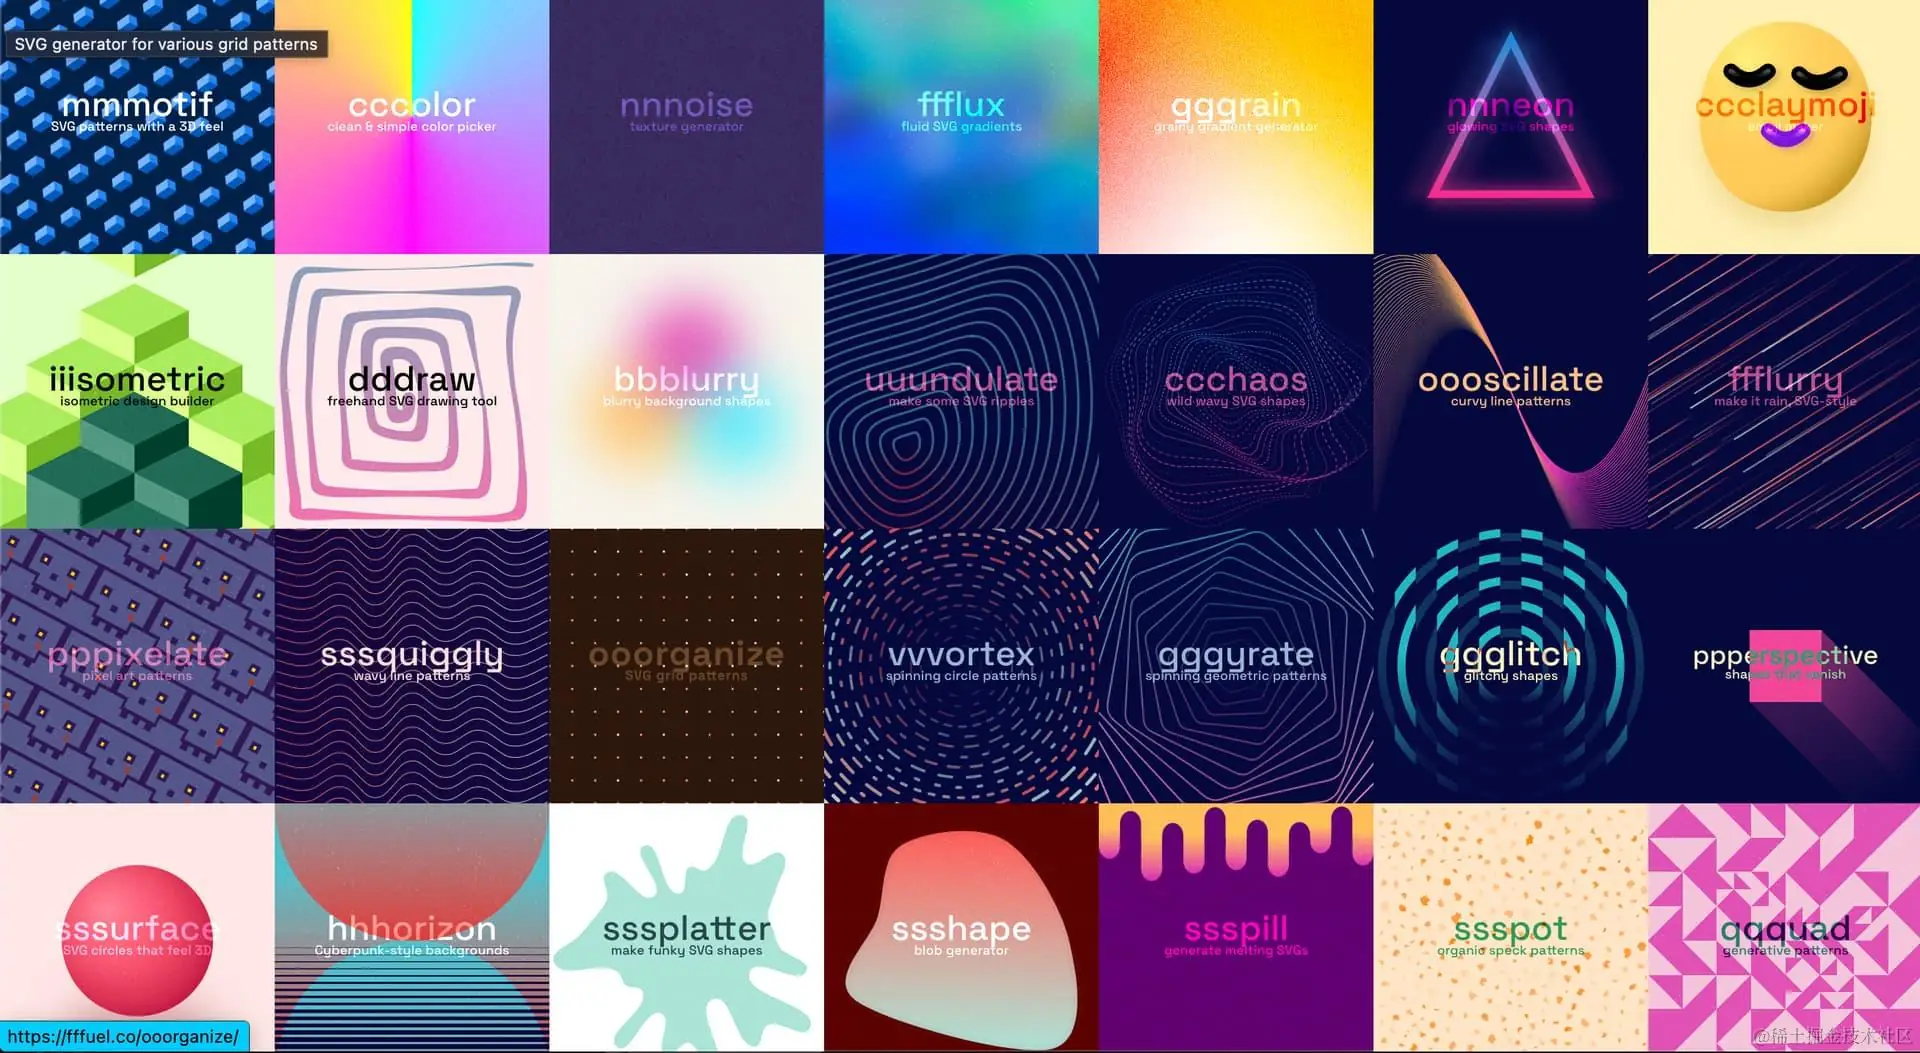 SVG generator for various grid patterns
mmmotif
SVG patterns with a 3D feel
cccolor
clean & simple color picker
nnnoise
texture generator
ffflux
fluid SVG gradients
gggrain
grainy gradient generator
nnneon
glowing SVG shapes
ccclaymoji
iiisometric
isometric design builder
dddraw
freehand SVG drawing tool
bbblurry
blurry background shapes
uuundulate
make some SVG ripples
ccchaos
wild wavy SVG shapes
oooscillate
curvy line patterns
ffflurry
make it rain, SVG-style
pppixelate
pixel art patterns
sssquiggly
wavy line patterns
ooorganize
SVG grid patterns
vvvortex
spinning circle patterns
gggyrate
spinning geometric patterns
ggglitch
glitchy shapes
ppperspective
shapes that vanish
sssurface
SVG circles that feel 3D
hhhorizon
Cyberpunk-style backgrounds
sssplatter
make funky SVG shapes
ssshape
blob generator
ssspill
generate melting SVGs
ssspot
organic speck patterns
qqquad
generative patterns
https://fffuel.co/ooorganize/
@稀土掘金技术社区